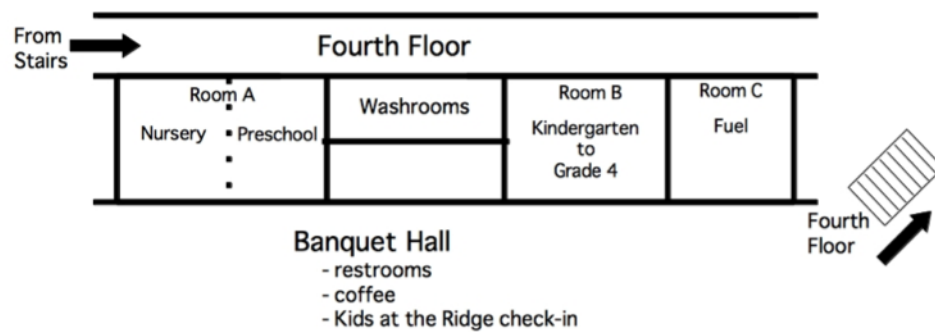 From
Stairs
Fourth Floor
Room A
Nursery
Preschool
Washrooms
Room B
Kindergarten
to
Grade 4
Room C
Fuel
Fourth
Floor
Banquet Hall
- restrooms
- coffee
- Kids at the Ridge check-in